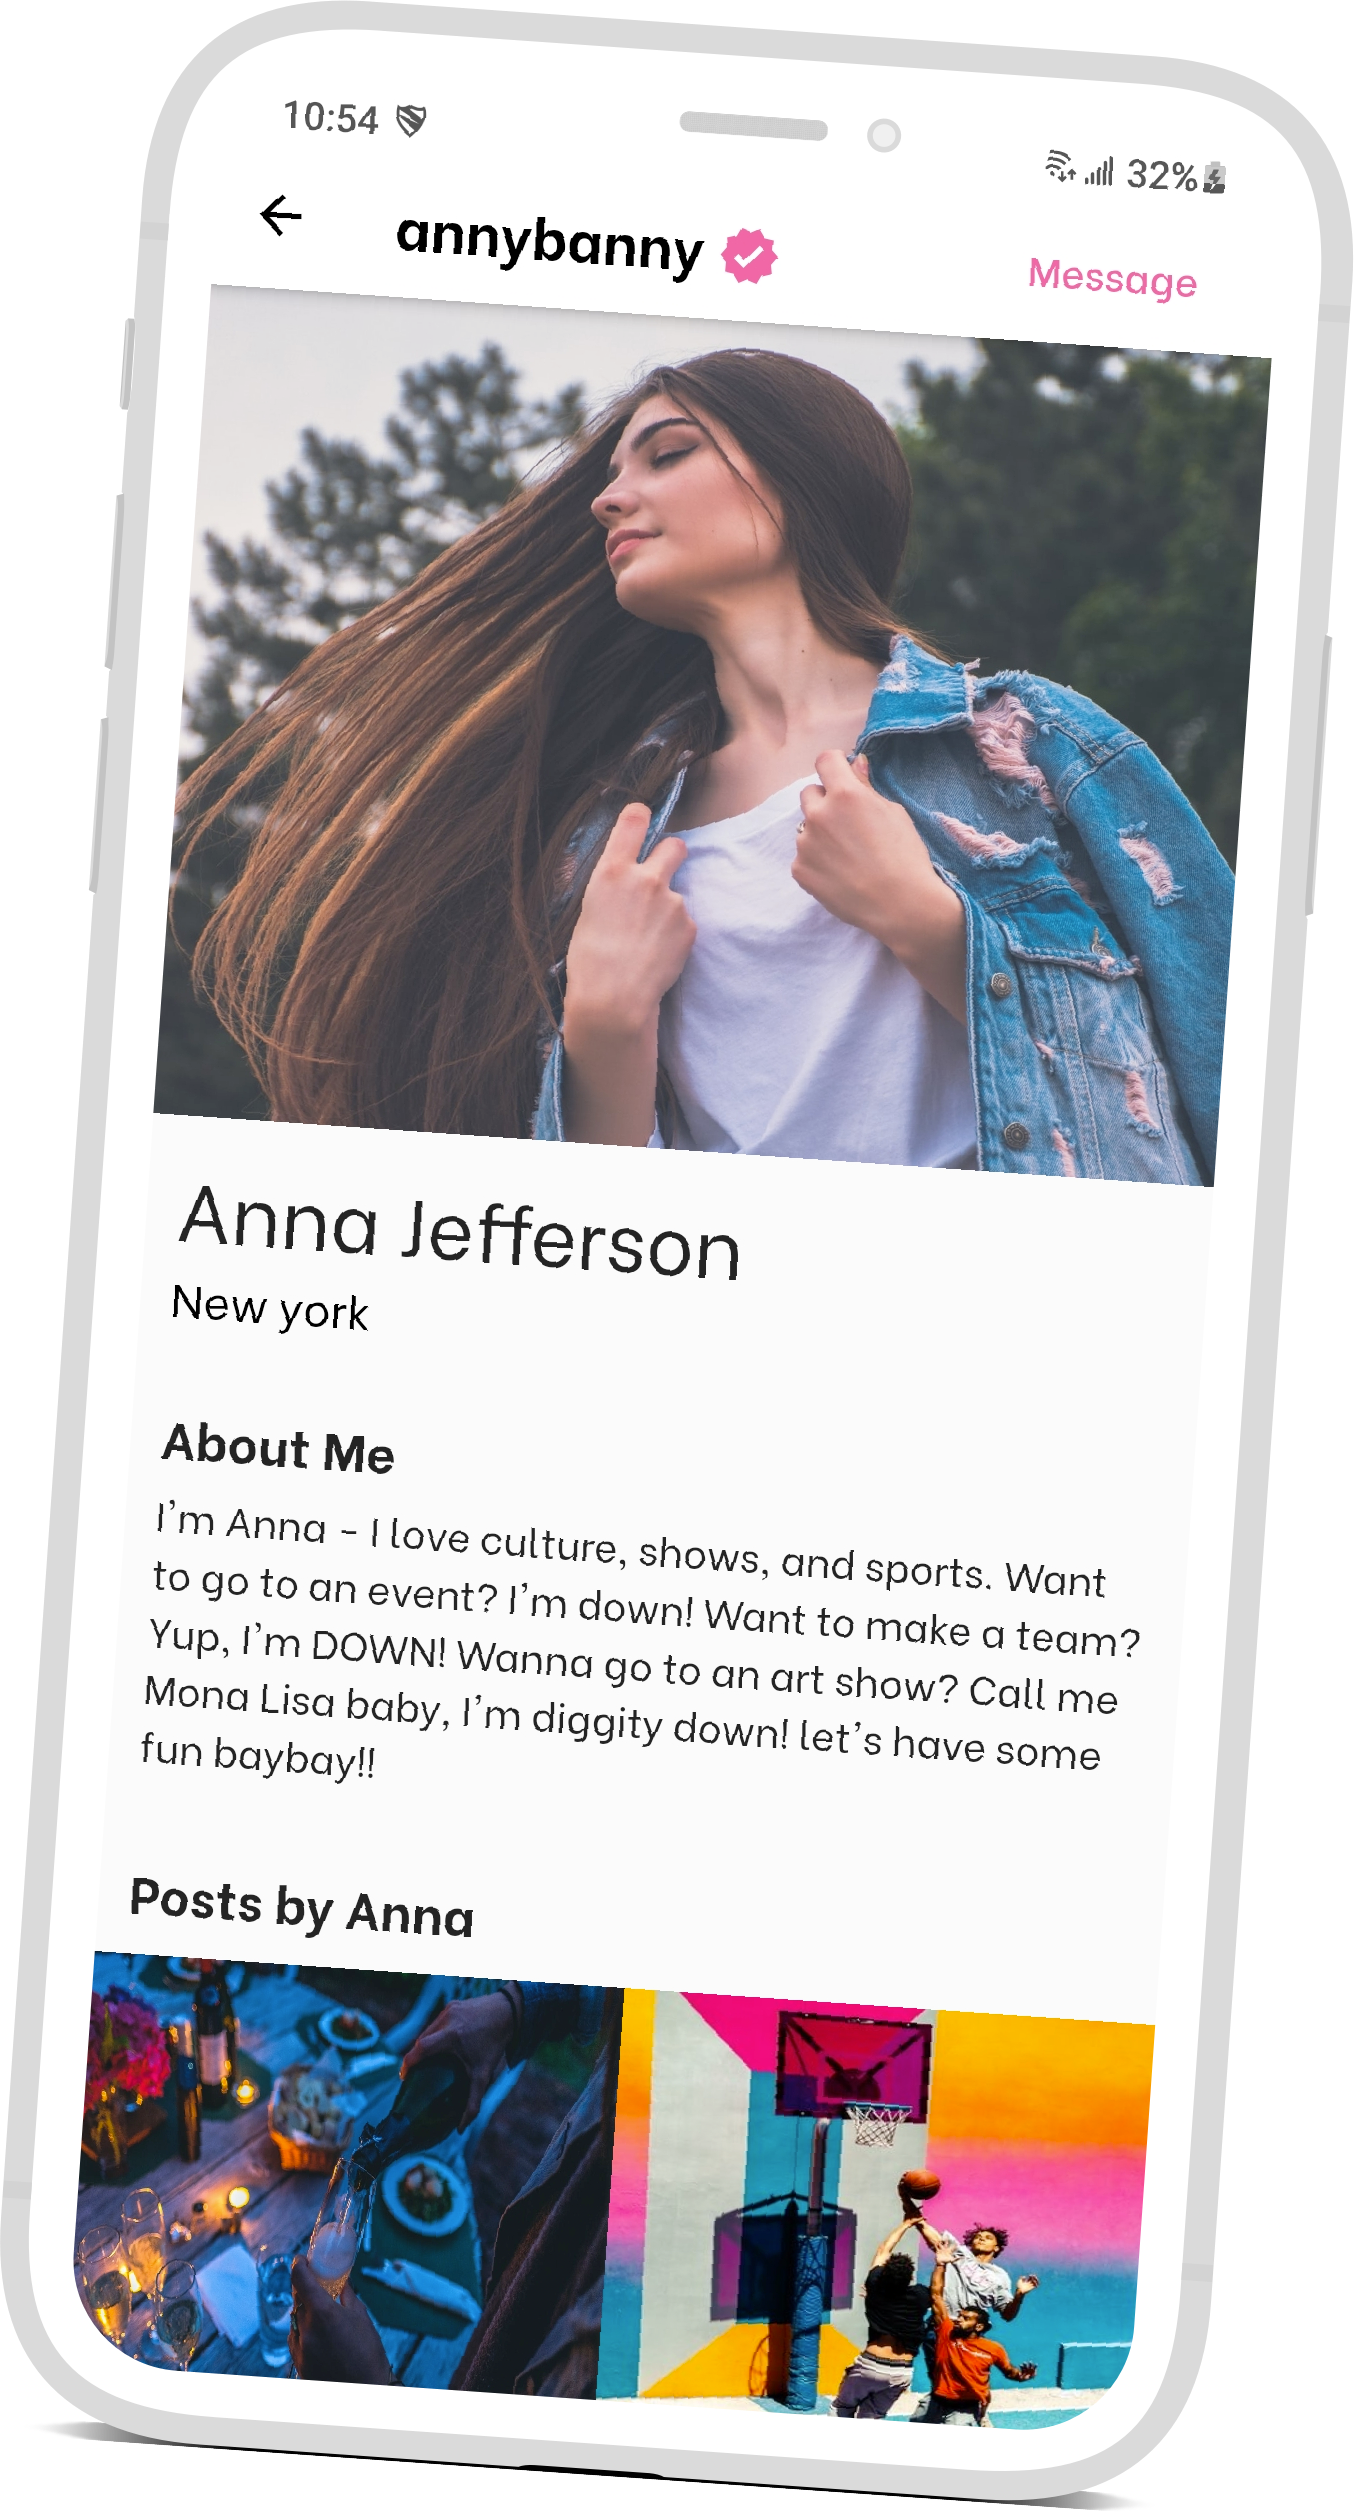 10:54
32%
annybanny
Message
Anna Jefferson
New york
About Me
I'm Anna - I love culture, shows, and sports. Want
to go to an event? I'm down! Want to make a team?
Yup, I'm DOWN! Wanna go to an art show? Call me
Mona Lisa baby, I'm diggity down! let's have some
fun baybay!!
Posts by Anna